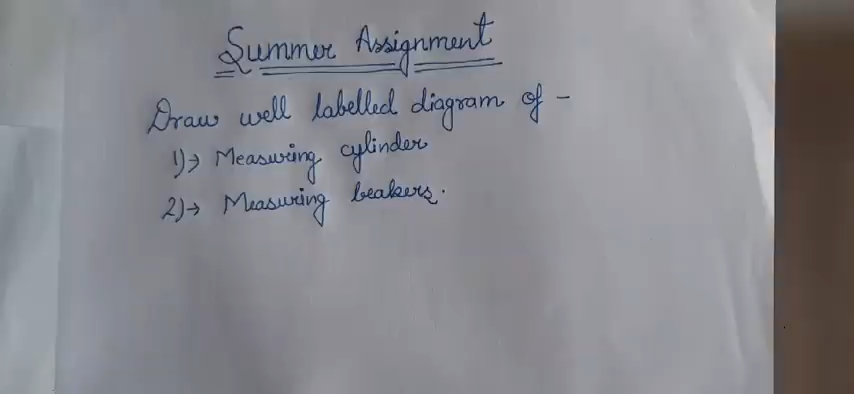 Summer Assignment
Draw well labelled diagram of -
1)→ Measuring cylinder
2)→ Measuring beakers.